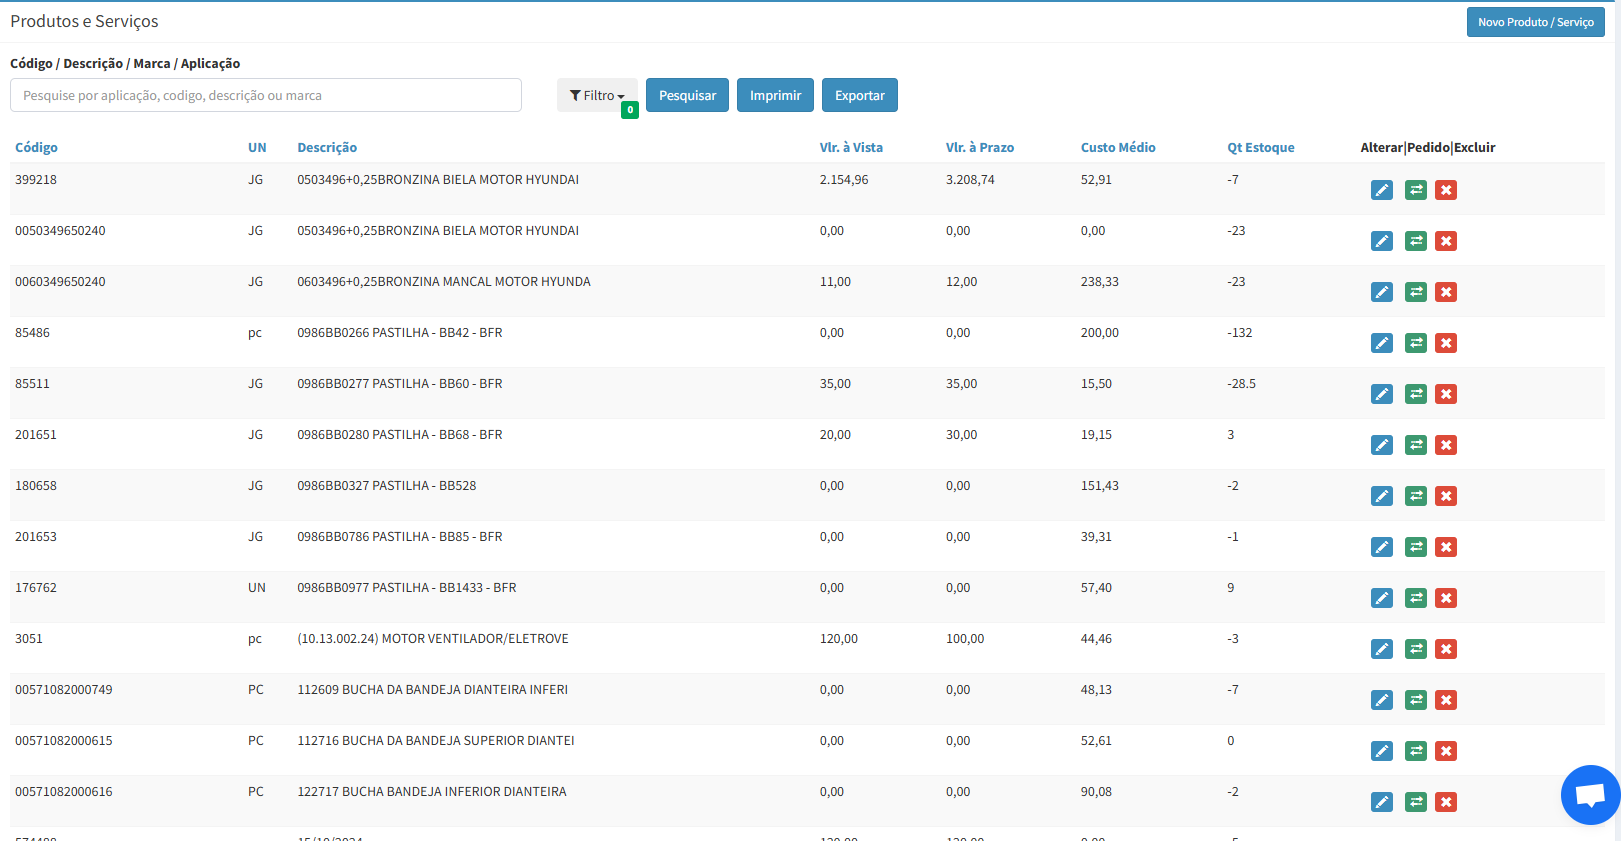 Produtos e Serviços
Novo Produto / Serviço
Código / Descrição / Marca / Aplicação
Pesquise por aplicação, codigo, descrição ou marca
Filtro
0
Pesquisar
Imprimir
Exportar
Código UN Descrição Vlr. à Vista Vlr. à Prazo Custo Médio Qt Estoque Alterar|Pedido|Excluir
399218 JG 0503496+0,25BRONZINA BIELA MOTOR HYUNDAI 2.154,96 3.208,74 52,91 -7
0050349650240 JG 0503496+0,25BRONZINA BIELA MOTOR HYUNDAI 0,00 0,00 0,00 -23
0060349650240 JG 0603496+0,25BRONZINA MANCAL MOTOR HYUNDA 11,00 12,00 238,33 -23
85486 pc 0986BB0266 PASTILHA - BB42 - BFR 0,00 0,00 200,00 -132
85511 JG 0986BB0277 PASTILHA - BB60 - BFR 35,00 35,00 15,50 -28.5
201651 JG 0986BB0280 PASTILHA - BB68 - BFR 20,00 30,00 19,15 3
180658 JG 0986BB0327 PASTILHA - BB528 0,00 0,00 151,43 -2
201653 JG 0986BB0786 PASTILHA - BB85 - BFR 0,00 0,00 39,31 -1
176762 UN 0986BB0977 PASTILHA - BB1433 - BFR 0,00 0,00 57,40 9
3051 pc (10.13.002.24) MOTOR VENTILADOR/ELETROVE 120,00 100,00 44,46 -3
00571082000749 PC 112609 BUCHA DA BANDEJA DIANTEIRA INFERI 0,00 0,00 48,13 -7
00571082000615 PC 112716 BUCHA DA BANDEJA SUPERIOR DIANTEI 0,00 0,00 52,61 0
00571082000616 PC 122717 BUCHA BANDEJA INFERIOR DIANTEIRA 0,00 0,00 90,08 -2